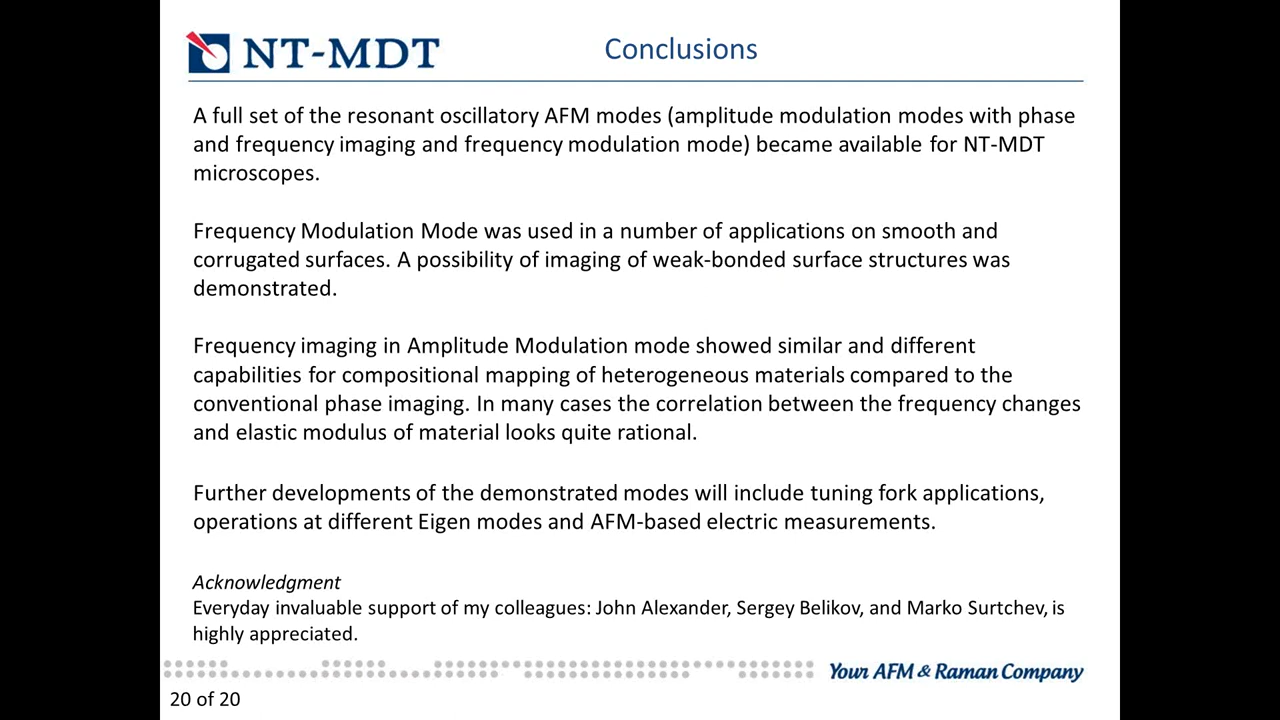 NT-MDT
Conclusions
A full set of the resonant oscillatory AFM modes (amplitude modulation modes with phase
and frequency imaging and frequency modulation mode) became available for NT-MDT
microscopes.
Frequency Modulation Mode was used in a number of applications on smooth and
corrugated surfaces. A possibility of imaging of weak-bonded surface structures was
demonstrated.
Frequency imaging in Amplitude Modulation mode showed similar and different
capabilities for compositional mapping of heterogeneous materials compared to the
conventional phase imaging. In many cases the correlation between the frequency changes
and elastic modulus of material looks quite rational.
Further developments of the demonstrated modes will include tuning fork applications,
operations at different Eigen modes and AFM-based electric measurements.
Acknowledgment
Everyday invaluable support of my colleagues: John Alexander, Sergey Belikov, and Marko Surtchev, is
highly appreciated.
Your AFM & Raman Company
20 of 20